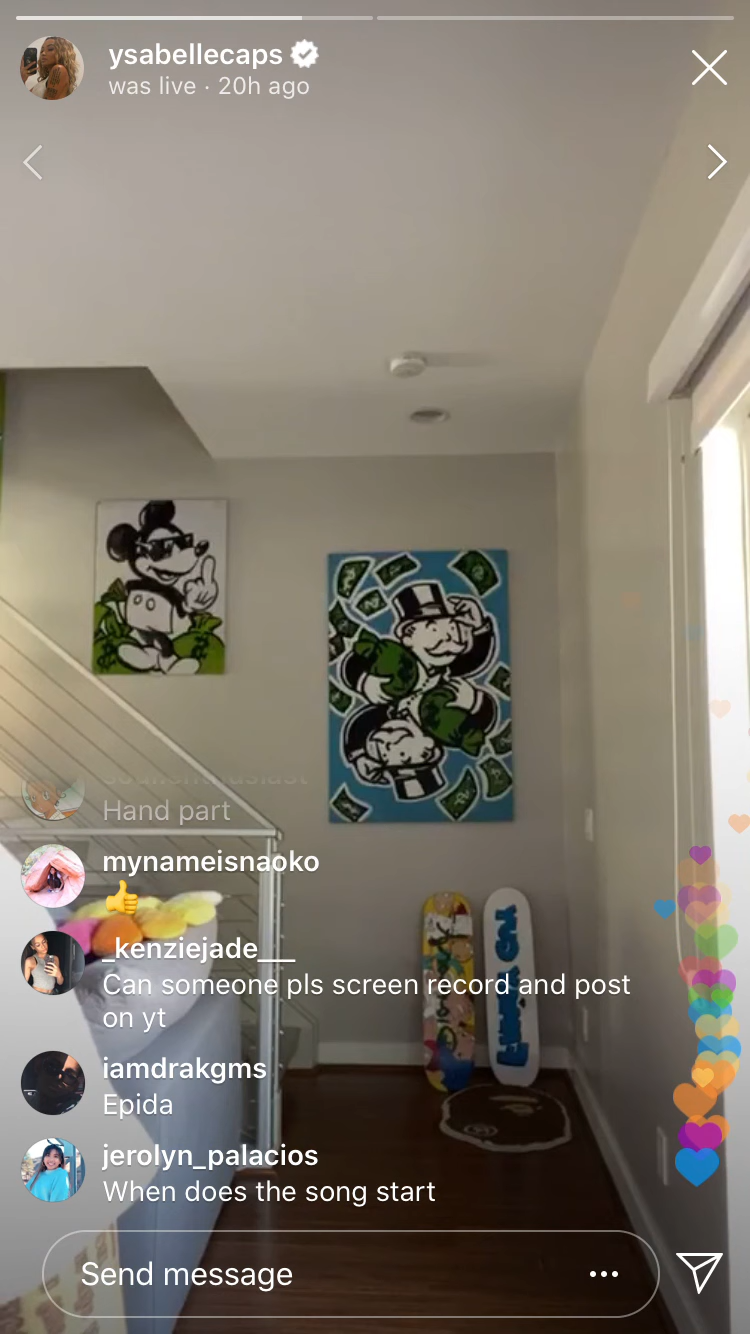 ysabellecaps
was live · 20h ago
Hand part
mynameisnaoko
👍
_kenziejade___
Can someone pls screen record and post
on yt
iamdrakgms
Epida
jerolyn_palacios
When does the song start
Send message